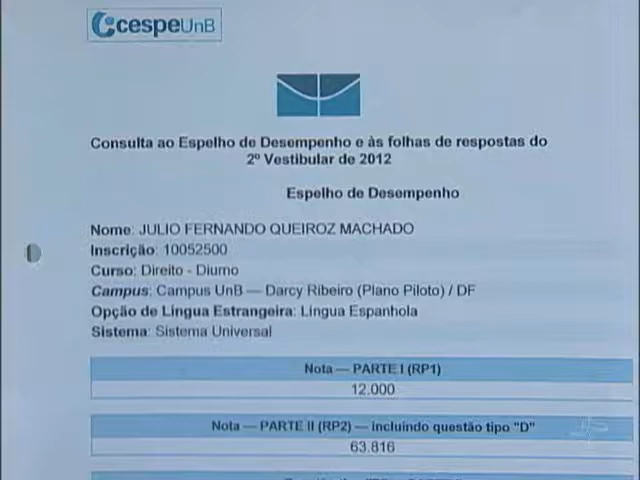 cespeUnB
Consulta ao Espelho de Desempenho e às folhas de respostas do
2º Vestibular de 2012
Espelho de Desempenho
Nome: JULIO FERNANDO QUEIROZ MACHADO
Inscrição: 10052500
Curso: Direito - Diurno
Campus: Campus UnB — Darcy Ribeiro (Plano Piloto) / DF
Opção de Língua Estrangeira: Língua Espanhola
Sistema: Sistema Universal
Nota — PARTE I (RP1)
12.000
Nota — PARTE II (RP2) — incluindo questão tipo "D"
63.816